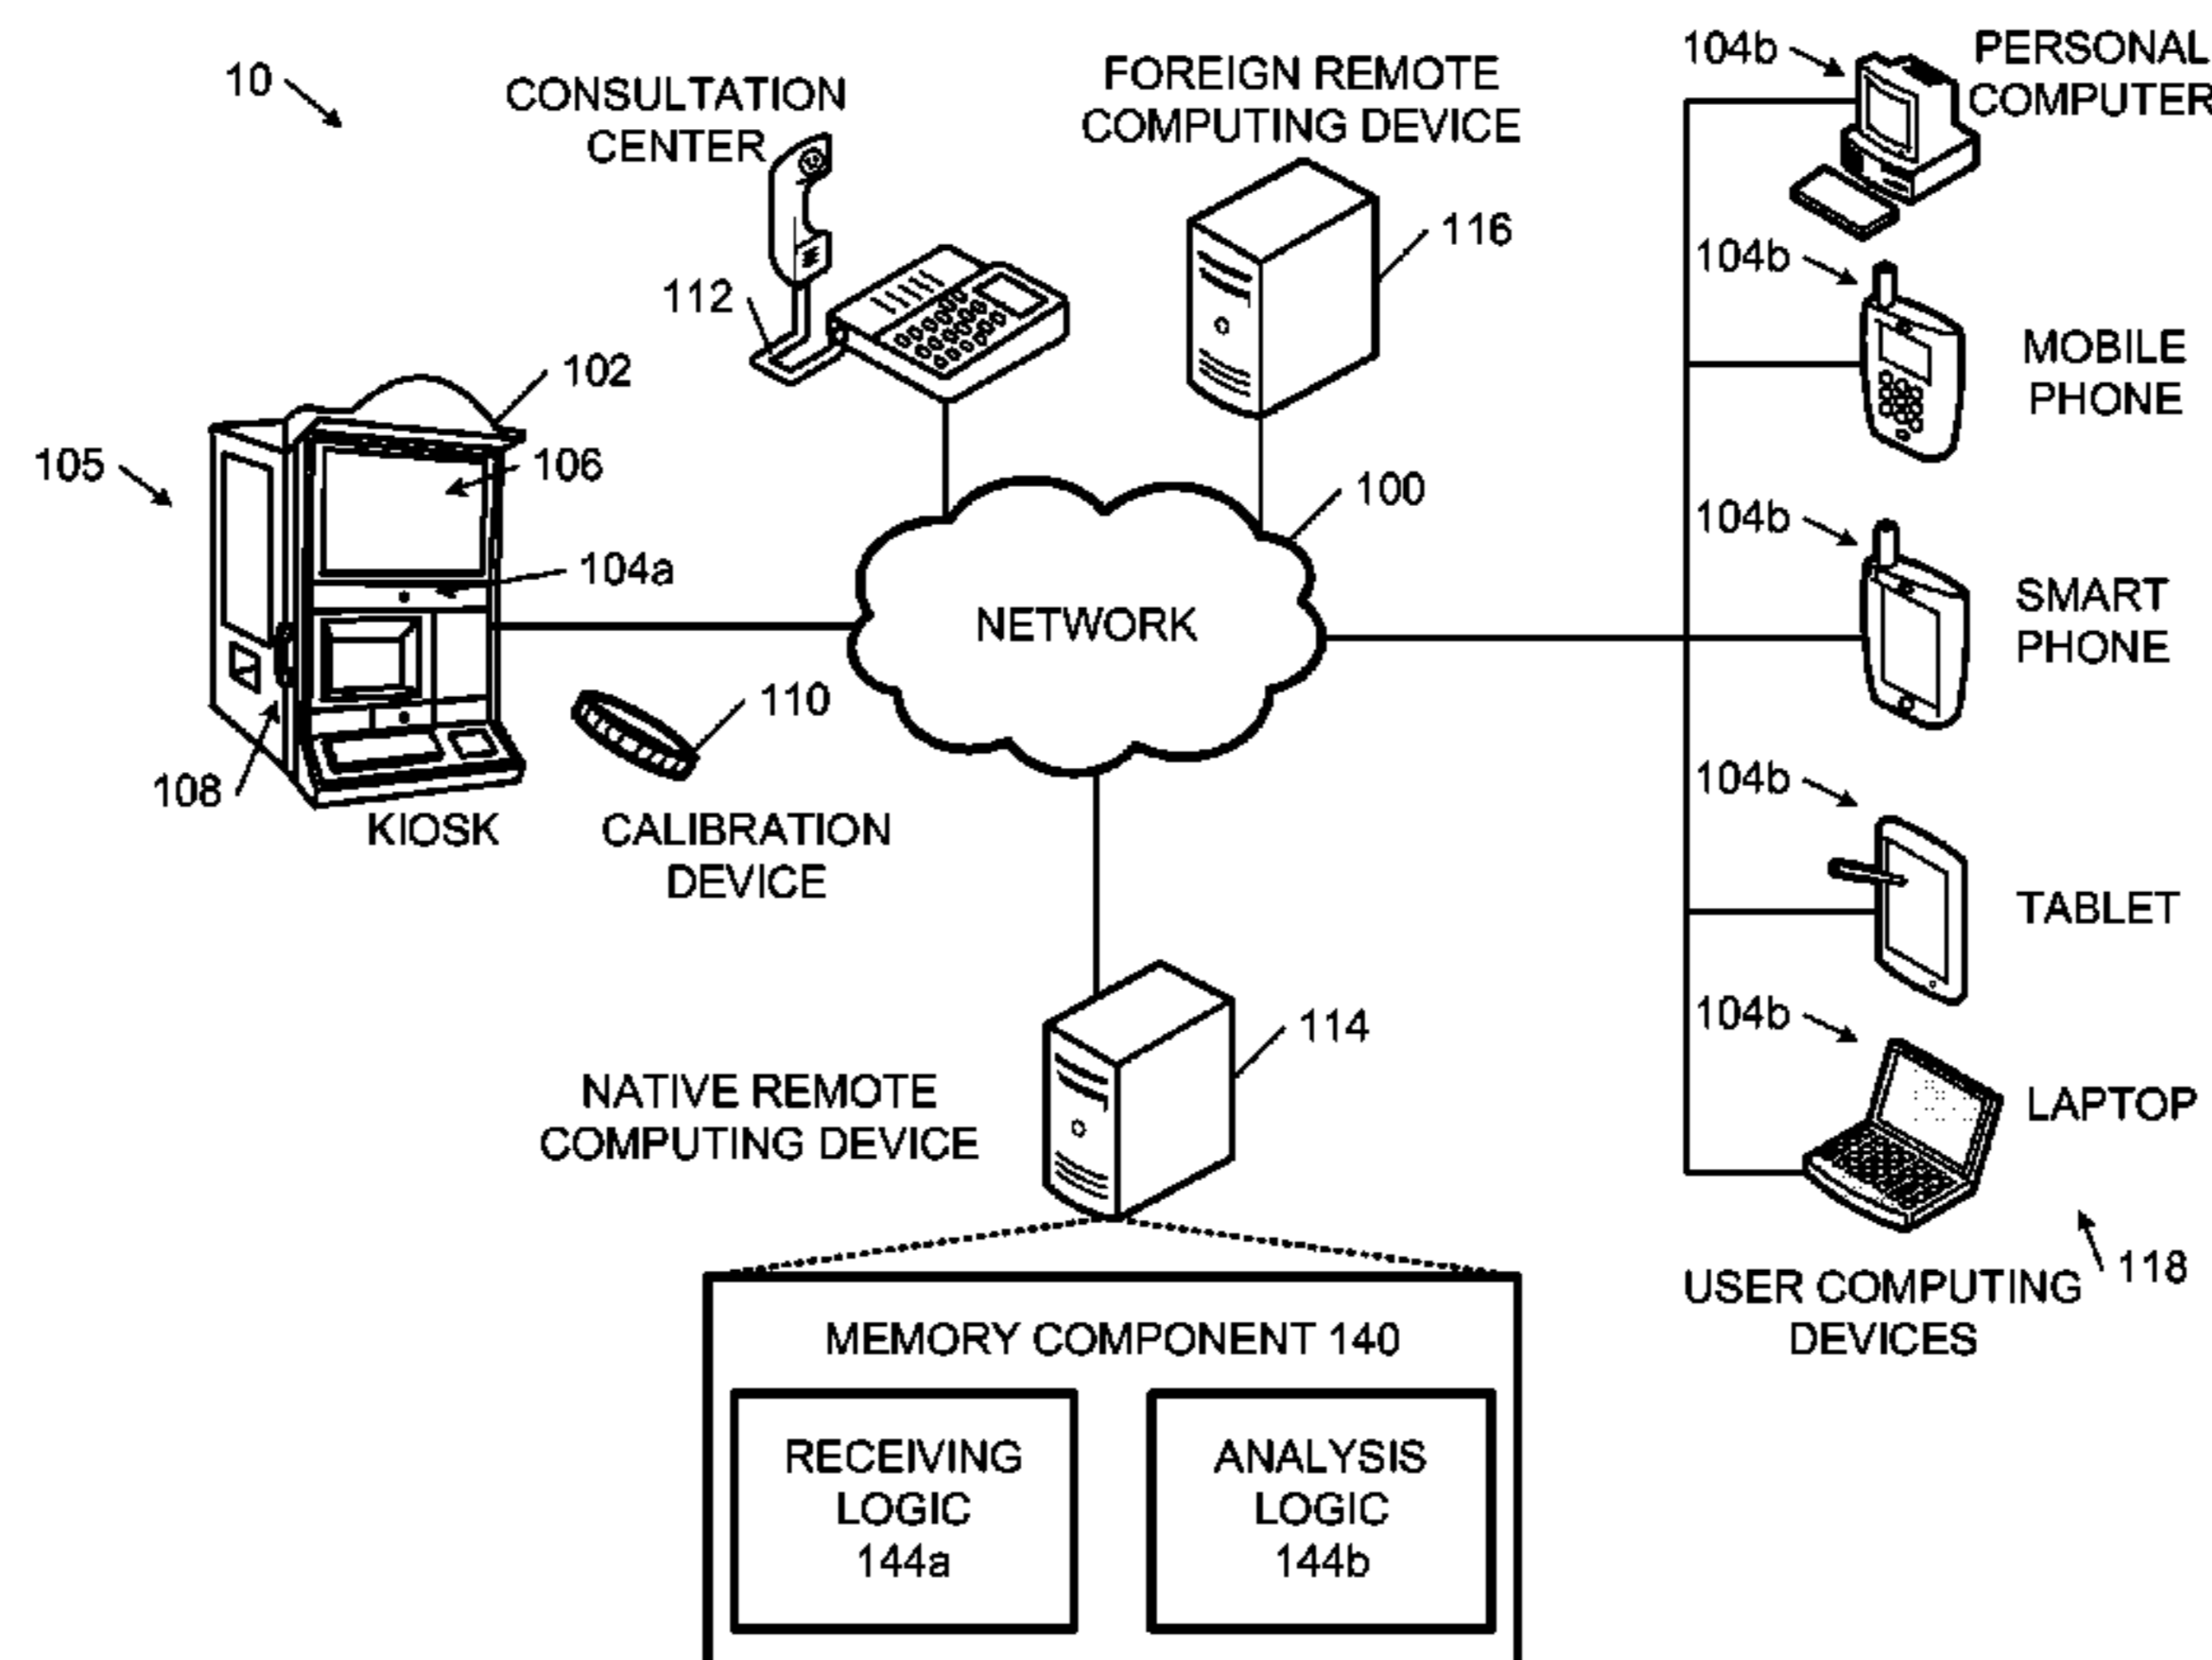 10
CONSULTATION
CENTER
112
FOREIGN REMOTE
COMPUTING DEVICE
116
104b
PERSONAL
COMPUTER
104b
MOBILE
PHONE
102
105
106
104a
100
NETWORK
104b
SMART
PHONE
110
108
KIOSK
CALIBRATION
DEVICE
104b
TABLET
104b
LAPTOP
114
NATIVE REMOTE
COMPUTING DEVICE
118
USER COMPUTING
DEVICES
MEMORY COMPONENT 140
RECEIVING
LOGIC
144a
ANALYSIS
LOGIC
144b